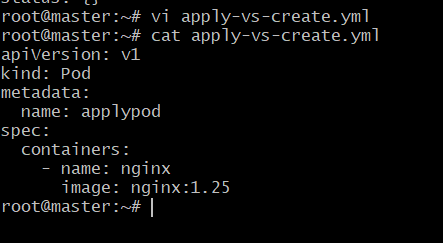 status: {}
root@master:~# vi apply-vs-create.yml
root@master:~# cat apply-vs-create.yml
apiVersion: v1
kind: Pod
metadata:
  name: applypod
spec:
  containers:
    - name: nginx
      image: nginx:1.25
root@master:~#